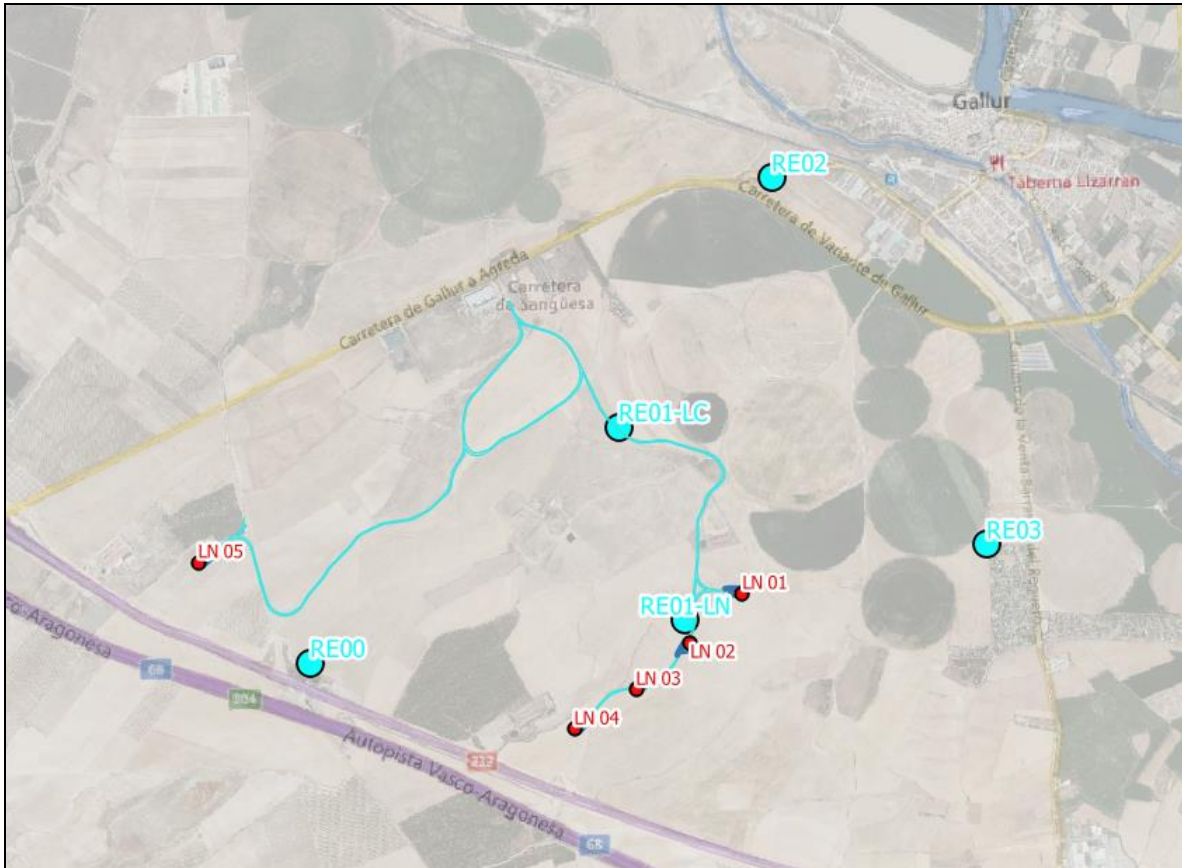 Gallur
RE02
Taberna Lizarran
Carretera de Variante de Gallur
Carretera de Gallur a Agreda
Carretera
de Sangüesa
RE01-LC
RE03
LN 05
LN 01
RE01-LN
LN 02
RE00
LN 03
LN 04
Vasco-Aragonesa
68
204
Autopista Vasco-Aragonesa
222
68